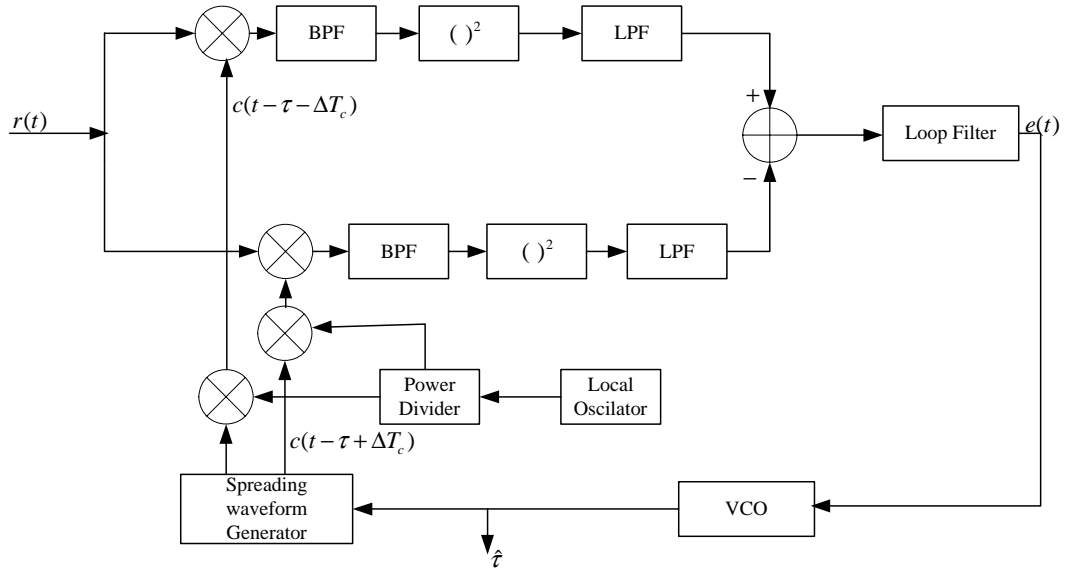 BPF
( )²
LPF
c(t − τ − ΔT_c)
r(t)
+
Loop Filter
e(t)
−
BPF
( )²
LPF
Power
Divider
Local
Oscilator
c(t − τ + ΔT_c)
Spreading
waveform
Generator
VCO
τ̂